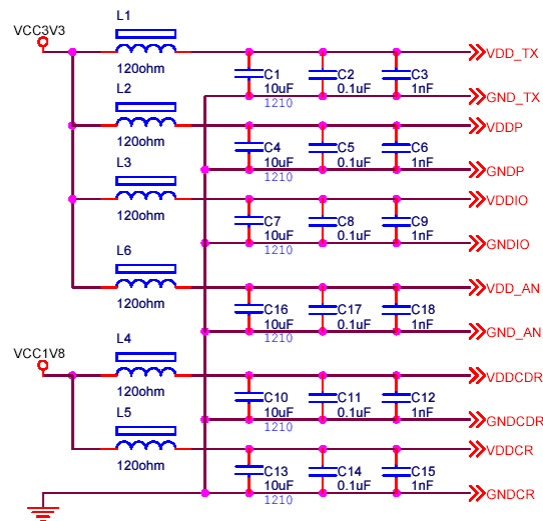 L1
VCC3V3
VDD_TX
120ohm
C1
C2
C3
10uF
0.1uF
1nF
1210
L2
GND_TX
VDDP
120ohm
C4
C5
C6
10uF
0.1uF
1nF
1210
L3
GNDP
VDDIO
120ohm
C7
C8
C9
10uF
0.1uF
1nF
1210
L6
GNDIO
VDD_AN
120ohm
C16
C17
C18
10uF
0.1uF
1nF
1210
L4
GND_AN
VCC1V8
VDDCDR
120ohm
C10
C11
C12
10uF
0.1uF
1nF
1210
L5
GNDCDR
VDDCR
120ohm
C13
C14
C15
10uF
0.1uF
1nF
1210
GNDCR